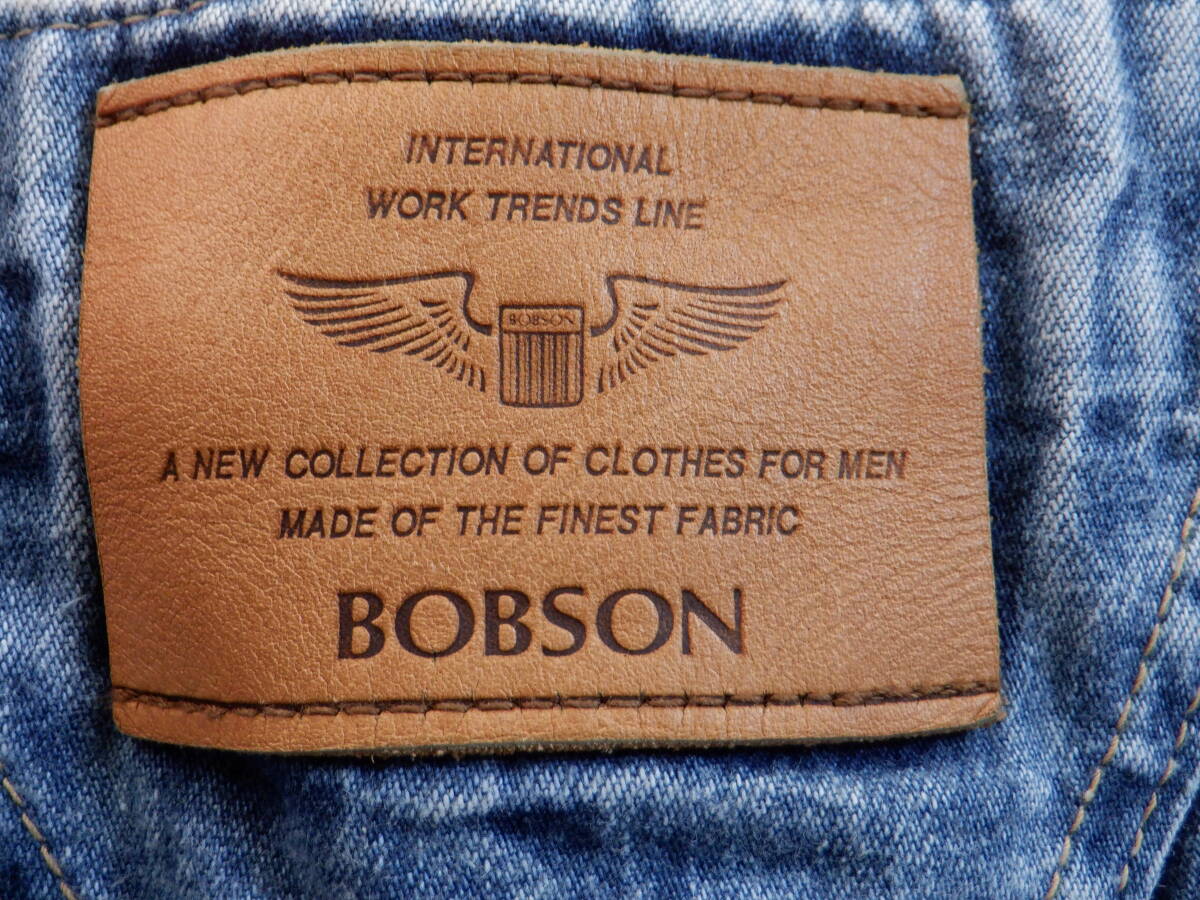 INTERNATIONAL
WORK TRENDS LINE
BOBSON
A NEW COLLECTION OF CLOTHES FOR MEN
MADE OF THE FINEST FABRIC
BOBSON